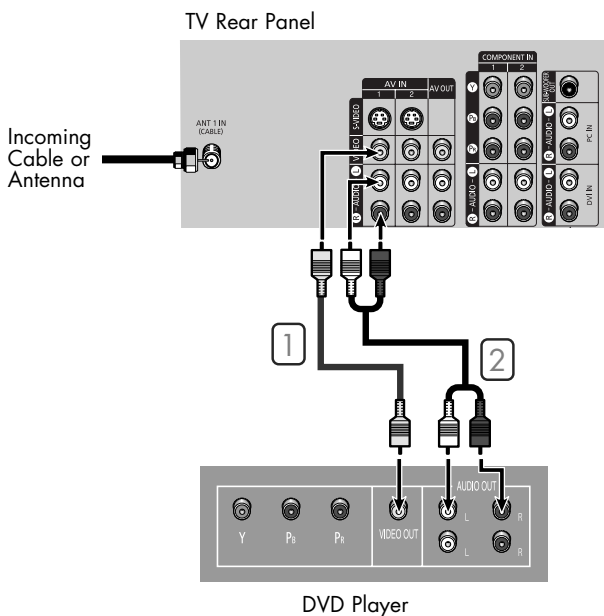 TV Rear Panel
COMPONENT IN
1 2
AV IN
AV OUT
1 2
S-VIDEO
VIDEO
R - AUDIO - L
Y
PB
PR
R - AUDIO - L
SUB-WOOFER OUT
R - AUDIO - L
PC IN
R - AUDIO - L
DVI IN
ANT 1 IN
(CABLE)
Incoming
Cable or
Antenna
1
2
AUDIO OUT
Y PB PR
VIDEO OUT
L R
L R
DVD Player